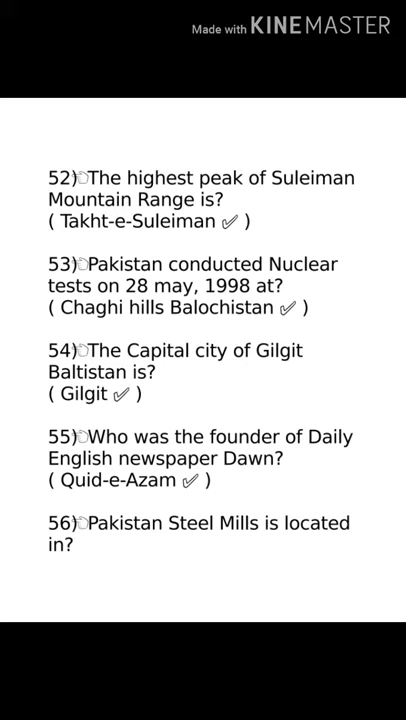 Made with KINEMASTER
52)👈The highest peak of Suleiman
Mountain Range is?
( Takht-e-Suleiman ✅ )
53)👈Pakistan conducted Nuclear
tests on 28 may, 1998 at?
( Chaghi hills Balochistan ✅ )
54)👈The Capital city of Gilgit
Baltistan is?
( Gilgit ✅ )
55)👈Who was the founder of Daily
English newspaper Dawn?
( Quid-e-Azam ✅ )
56)👈Pakistan Steel Mills is located
in?